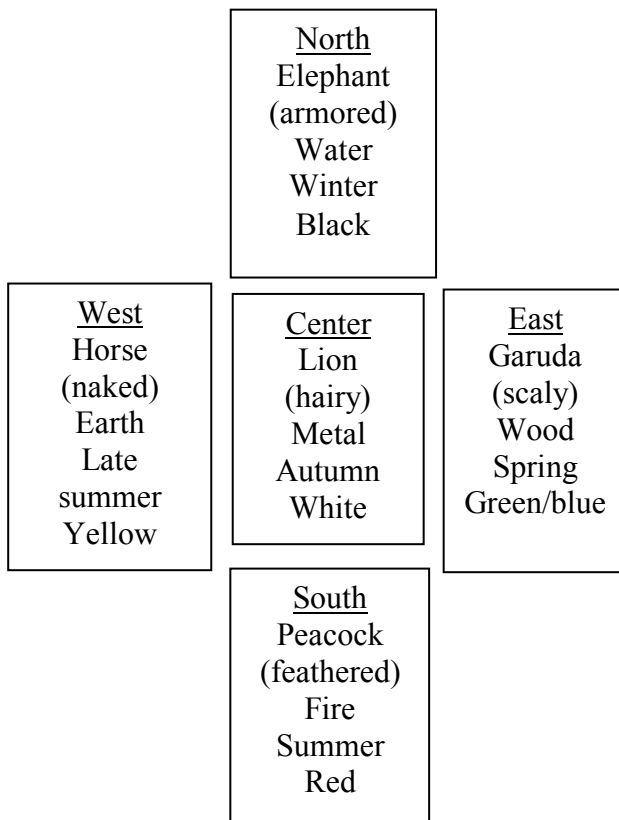 North
Elephant
(armored)
Water
Winter
Black
West
Horse
(naked)
Earth
Late
summer
Yellow
Center
Lion
(hairy)
Metal
Autumn
White
East
Garuda
(scaly)
Wood
Spring
Green/blue
South
Peacock
(feathered)
Fire
Summer
Red